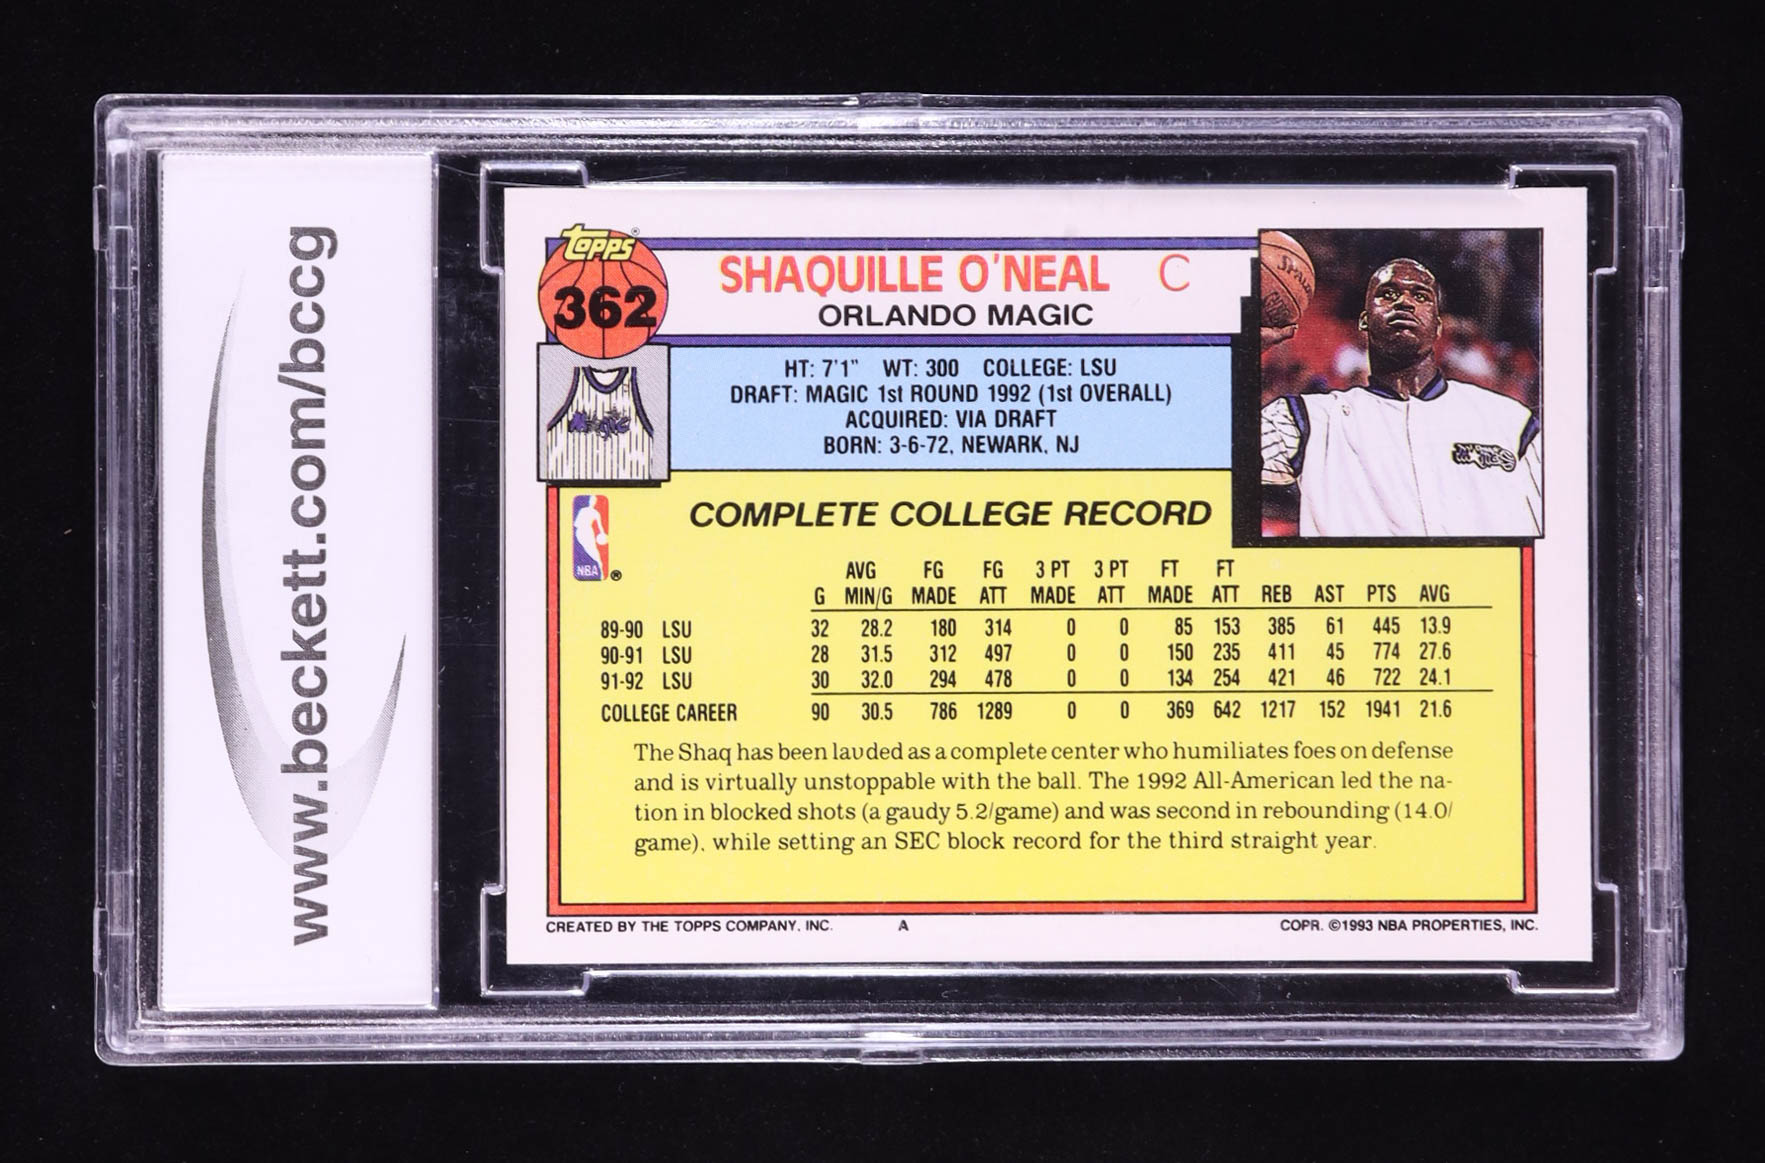 www.beckett.com/bccg
Topps®
362
SHAQUILLE O'NEAL C
ORLANDO MAGIC
HT: 7'1" WT: 300 COLLEGE: LSU
DRAFT: MAGIC 1st ROUND 1992 (1st OVERALL)
ACQUIRED: VIA DRAFT
BORN: 3-6-72, NEWARK, NJ
Magic
SPALDING
Magic
NBA ®
COMPLETE COLLEGE RECORD
AVG FG FG 3 PT 3 PT FT FT
G MIN/G MADE ATT MADE ATT MADE ATT REB AST PTS AVG
89-90 LSU 32 28.2 180 314 0 0 85 153 385 61 445 13.9
90-91 LSU 28 31.5 312 497 0 0 150 235 411 45 774 27.6
91-92 LSU 30 32.0 294 478 0 0 134 254 421 46 722 24.1
COLLEGE CAREER 90 30.5 786 1289 0 0 369 642 1217 152 1941 21.6
The Shaq has been lauded as a complete center who humiliates foes on defense
and is virtually unstoppable with the ball. The 1992 All-American led the na-
tion in blocked shots (a gaudy 5.2/game) and was second in rebounding (14.0/
game), while setting an SEC block record for the third straight year.
CREATED BY THE TOPPS COMPANY, INC. A COPR. ©1993 NBA PROPERTIES, INC.